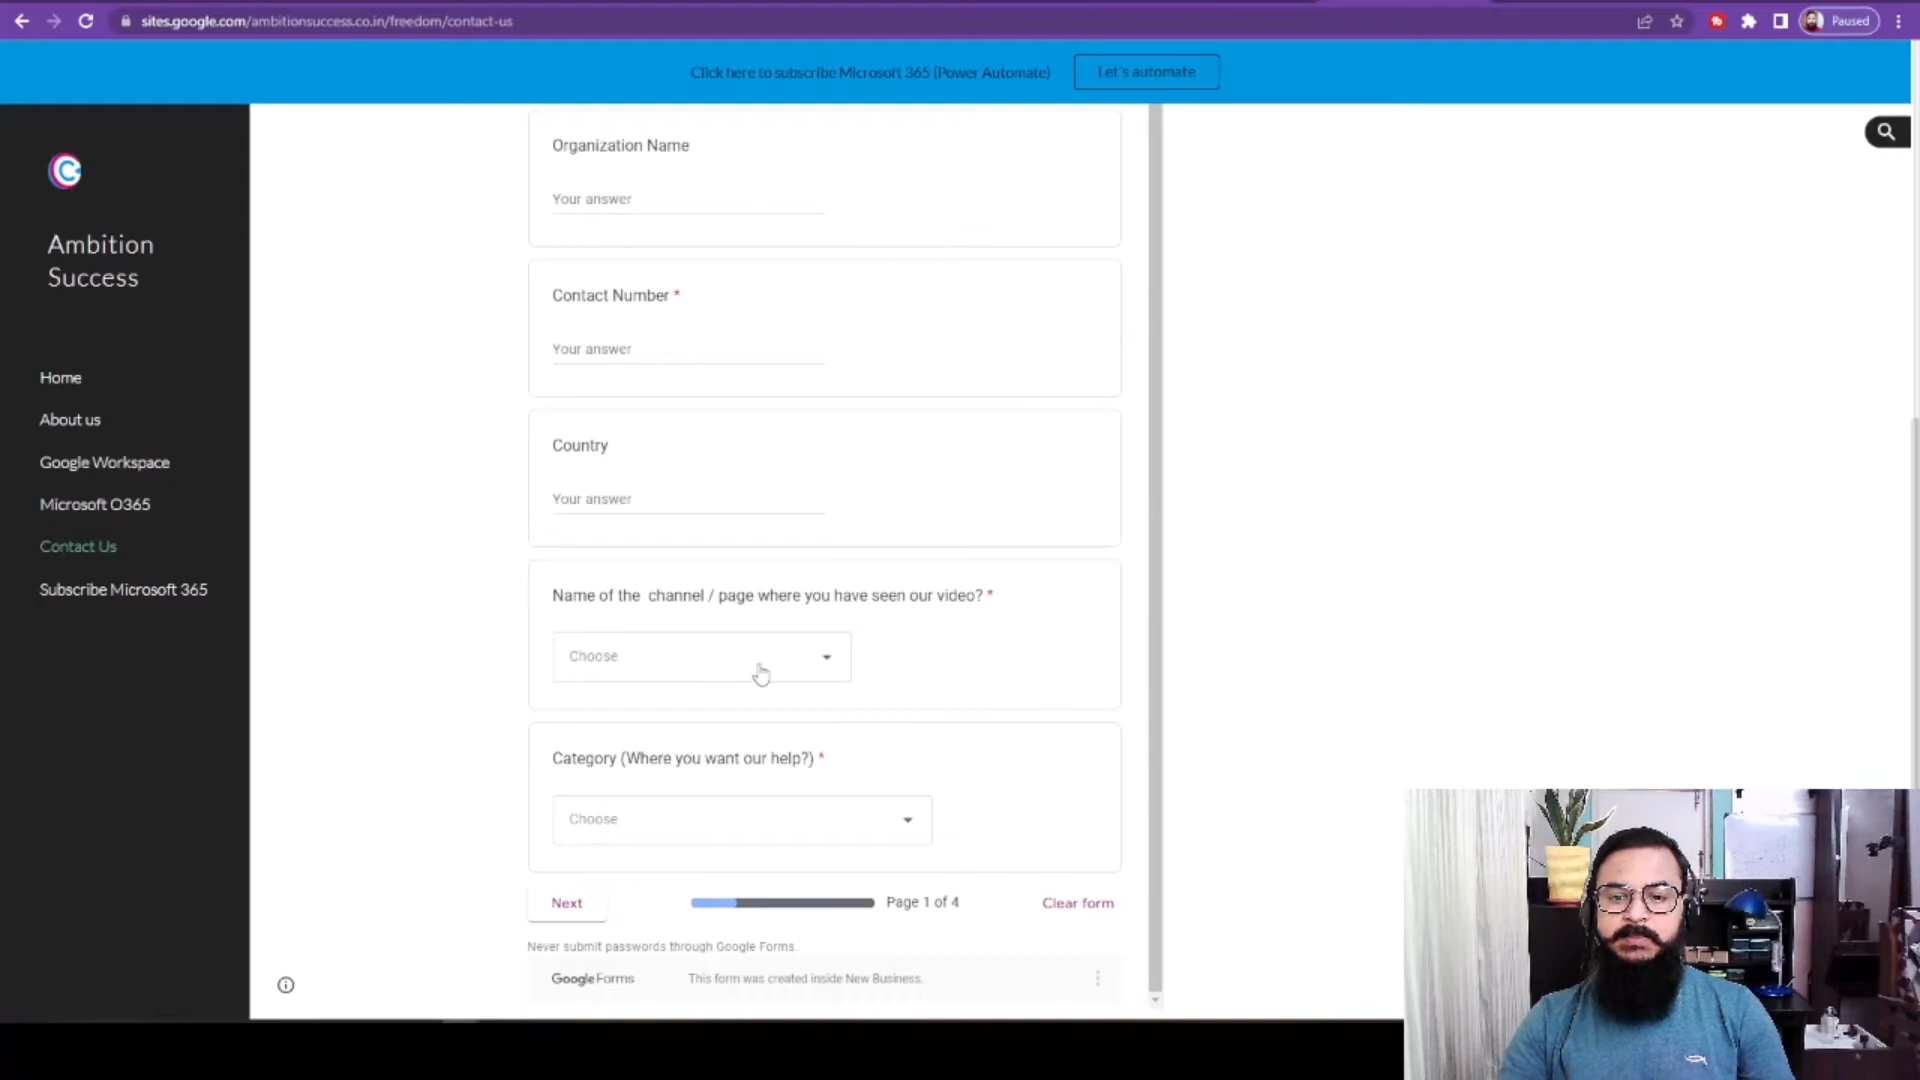 sites.google.com/ambitionsuccess.co.in/freedom/contact-us
Paused
Click here to subscribe Microsoft 365 (Power Automate)
Let's automate
Ambition
Success
Home
About us
Google Workspace
Microsoft O365
Contact Us
Subscribe Microsoft 365
Organization Name
Your answer
Contact Number *
Your answer
Country
Your answer
Name of the channel / page where you have seen our video? *
Choose
Category (Where you want our help?) *
Choose
Next
Page 1 of 4
Clear form
Never submit passwords through Google Forms.
Google Forms
This form was created inside New Business.